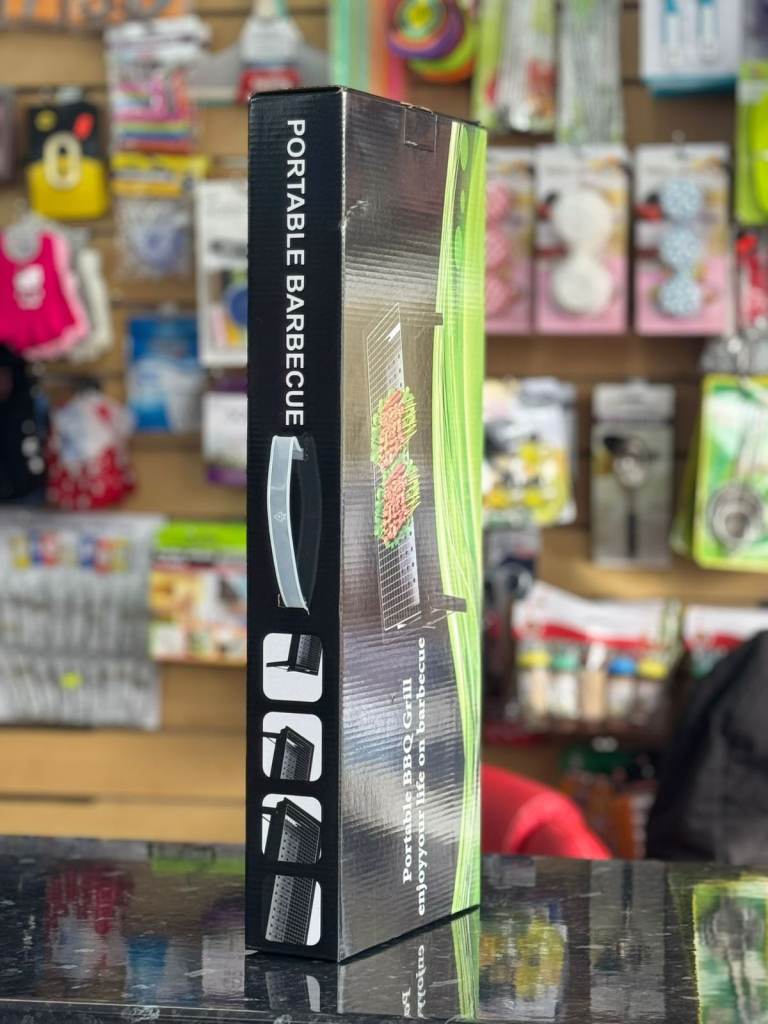 PORTABLE BARBECUE
Portable BBQ Grill
enjoyyour life on barbecue